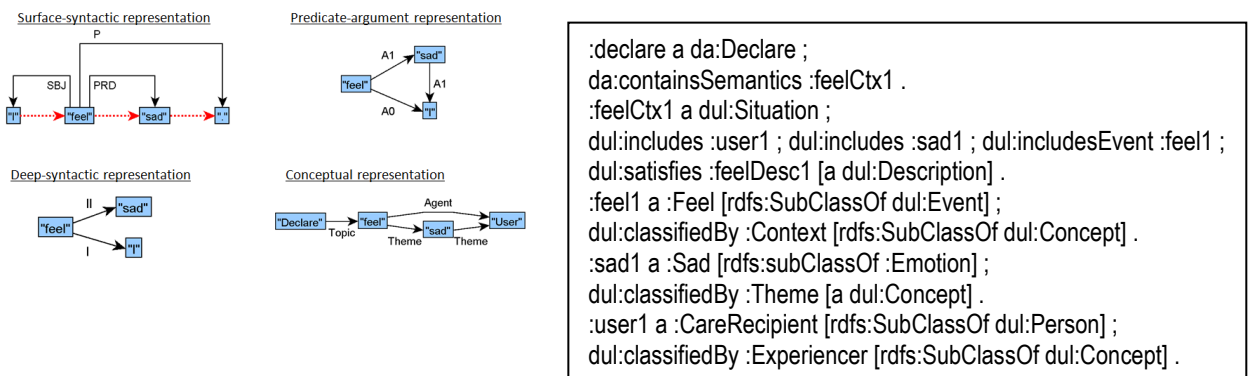 Surface-syntactic representation
P
SBJ PRD
"I" "feel" "sad" "."
Predicate-argument representation
A1 "sad"
"feel" A1
A0 "I"
Deep-syntactic representation
II "sad"
"feel"
I "I"
Conceptual representation
Agent
"Declare" "feel" "sad" "User"
Topic Theme Theme
:declare a da:Declare ;
da:containsSemantics :feelCtx1 .
:feelCtx1 a dul:Situation ;
dul:includes :user1 ; dul:includes :sad1 ; dul:includesEvent :feel1 ;
dul:satisfies :feelDesc1 [a dul:Description] .
:feel1 a :Feel [rdfs:SubClassOf dul:Event] ;
dul:classifiedBy :Context [rdfs:SubClassOf dul:Concept] .
:sad1 a :Sad [rdfs:subClassOf :Emotion] ;
dul:classifiedBy :Theme [a dul:Concept] .
:user1 a :CareRecipient [rdfs:SubClassOf dul:Person] ;
dul:classifiedBy :Experiencer [rdfs:SubClassOf dul:Concept] .